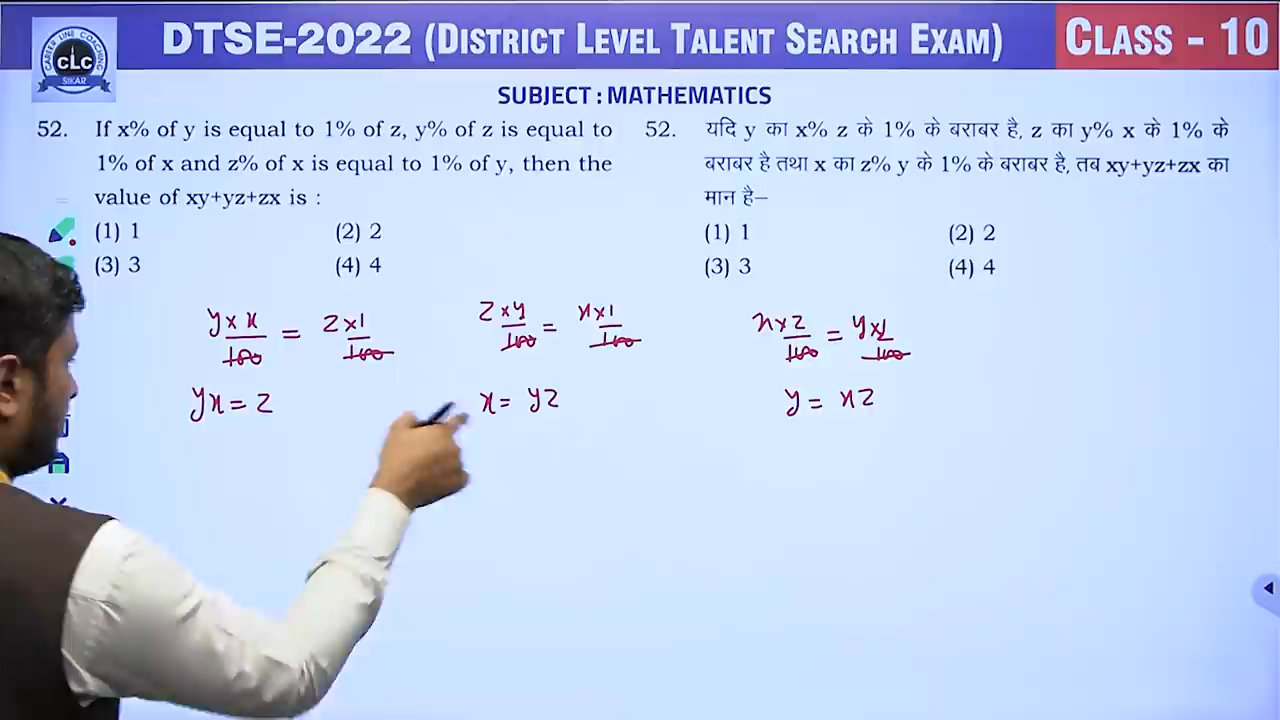 CAREER LINE COACHING
CLC
SIKAR
DTSE-2022 (DISTRICT LEVEL TALENT SEARCH EXAM)
CLASS - 10
SUBJECT : MATHEMATICS
52. If x% of y is equal to 1% of z, y% of z is equal to
1% of x and z% of x is equal to 1% of y, then the
value of xy+yz+zx is :
(1) 1 (2) 2
(3) 3 (4) 4
52. यदि y का x% z के 1% के बराबर है, z का y% x के 1% के
बराबर है तथा x का z% y के 1% के बराबर है, तब xy+yz+zx का
मान है–
(1) 1 (2) 2
(3) 3 (4) 4
y×x/100 = z×1/100
z×y/100 = x×1/100
x×z/100 = y×1/100
yx = z
x = yz
y = xz